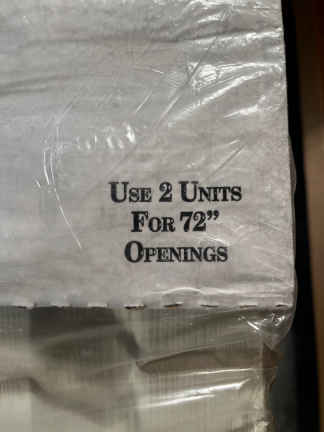 USE 2 UNITS
FOR 72”
OPENINGS